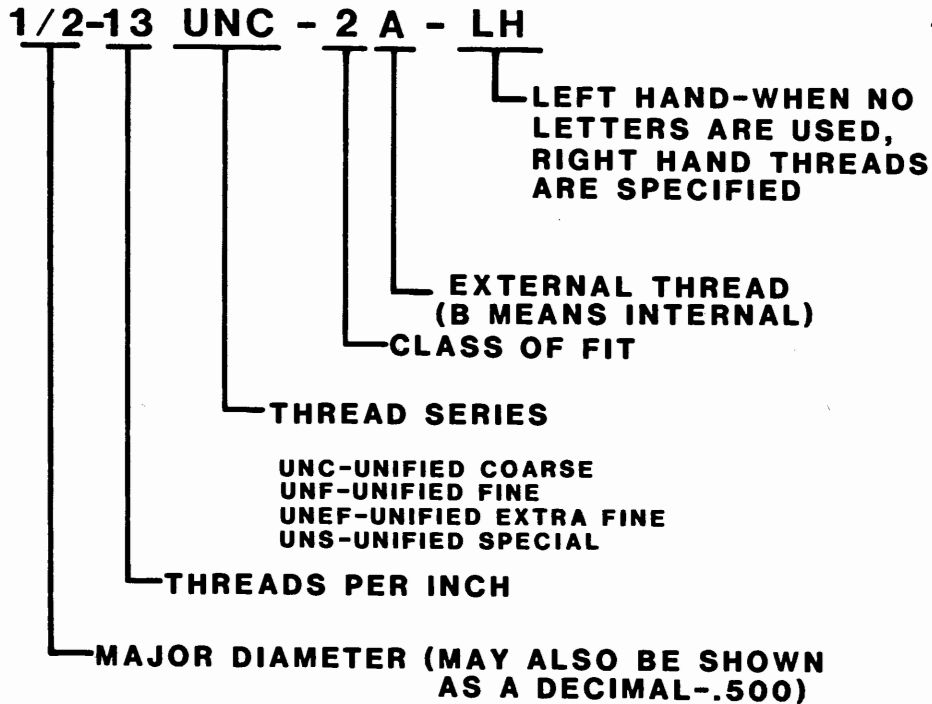 1/2-13 UNC - 2 A - LH
LEFT HAND-WHEN NO
LETTERS ARE USED,
RIGHT HAND THREADS
ARE SPECIFIED
EXTERNAL THREAD
(B MEANS INTERNAL)
CLASS OF FIT
THREAD SERIES
UNC-UNIFIED COARSE
UNF-UNIFIED FINE
UNEF-UNIFIED EXTRA FINE
UNS-UNIFIED SPECIAL
THREADS PER INCH
MAJOR DIAMETER (MAY ALSO BE SHOWN
AS A DECIMAL-.500)